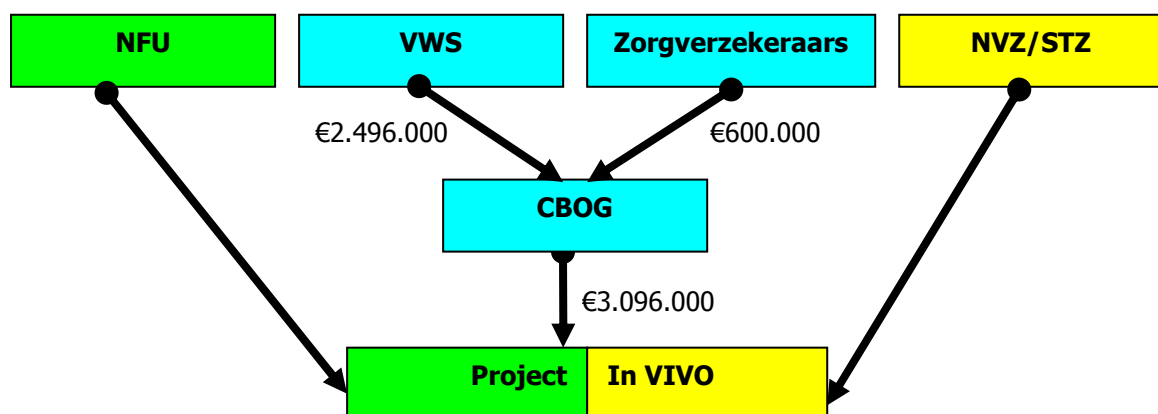 NFU
VWS
Zorgverzekeraars
NVZ/STZ
€2.496.000
€600.000
CBOG
€3.096.000
Project In VIVO